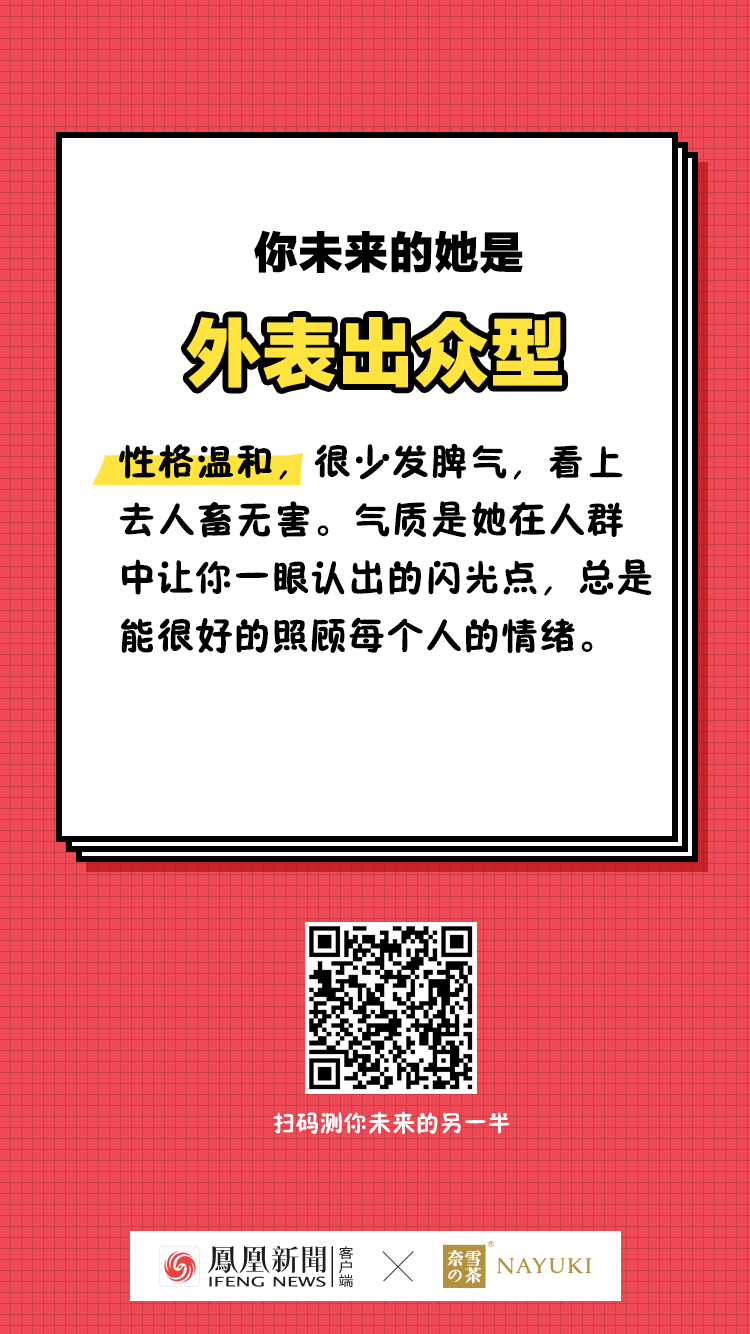 你未来的她是
外表出众型
性格温和，很少发脾气，看上
去人畜无害。气质是她在人群
中让你一眼认出的闪光点，总是
能很好的照顾每个人的情绪。
扫码测你未来的另一半
鳳凰新聞 客户端
IFENG NEWS
奈雪の茶® NAYUKI